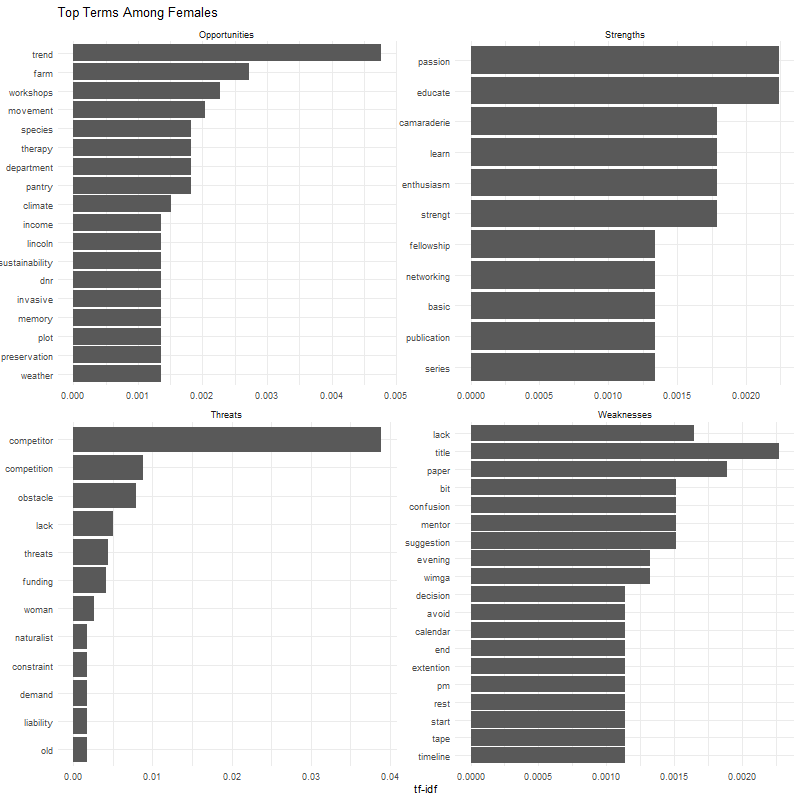 Top Terms Among Females
Opportunities
trend
farm
workshops
movement
species
therapy
department
pantry
climate
income
lincoln
sustainability
dnr
invasive
memory
plot
preservation
weather
0.000 0.001 0.002 0.003 0.004 0.005
Strengths
passion
educate
camaraderie
learn
enthusiasm
strengt
fellowship
networking
basic
publication
series
0.0000 0.0005 0.0010 0.0015 0.0020
Threats
competitor
competition
obstacle
lack
threats
funding
woman
naturalist
constraint
demand
liability
old
0.00 0.01 0.02 0.03 0.04
Weaknesses
lack
title
paper
bit
confusion
mentor
suggestion
evening
wimga
decision
avoid
calendar
end
extention
pm
rest
start
tape
timeline
0.0000 0.0005 0.0010 0.0015 0.0020
tf-idf